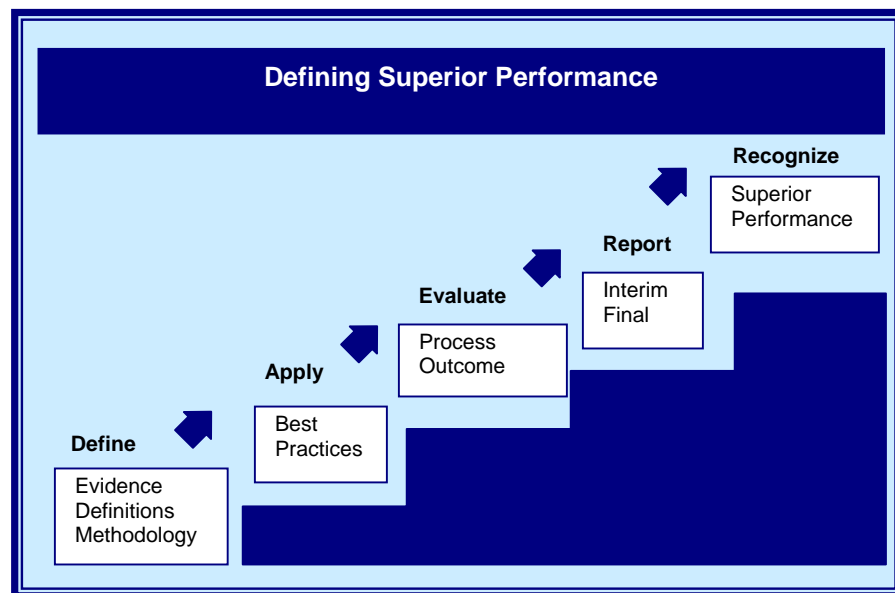 Defining Superior Performance
Define
Evidence
Definitions
Methodology
Apply
Best
Practices
Evaluate
Process
Outcome
Report
Interim
Final
Recognize
Superior
Performance